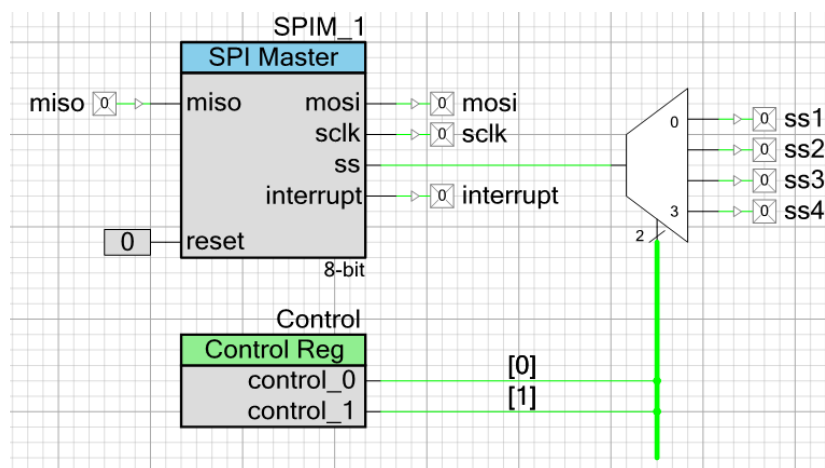 SPIM_1
SPI Master
miso 0 miso mosi 0 mosi
sclk 0 sclk
ss
interrupt 0 interrupt
0 reset
8-bit
0 0 ss1
0 ss2
0 ss3
3 0 ss4
2
Control
Control Reg
control_0 [0]
control_1 [1]